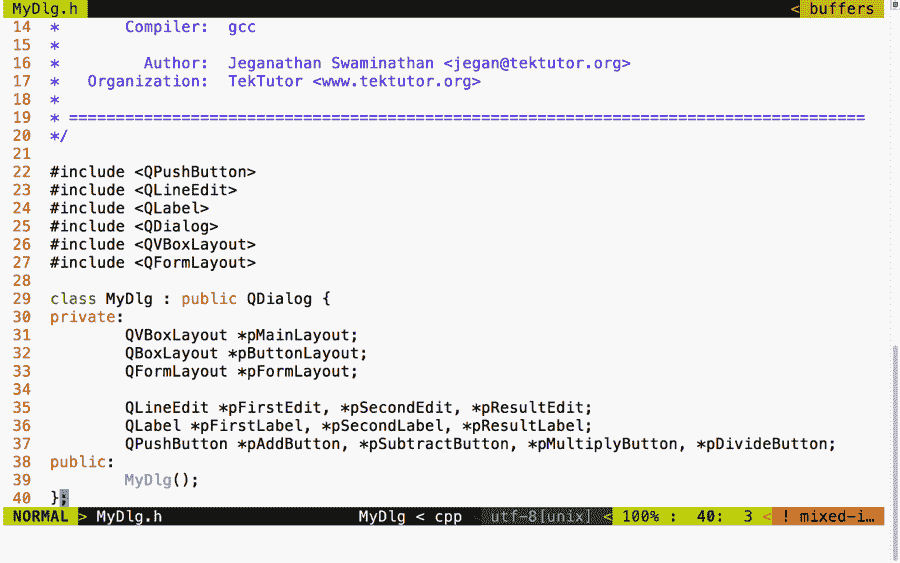 MyDlg.h < buffers
14 *       Compiler:  gcc
15 *
16 *         Author:  Jeganathan Swaminathan <jegan@tektutor.org>
17 *   Organization:  TekTutor <www.tektutor.org>
18 *
19 * =====================================================================================
20 */
21
22 #include <QPushButton>
23 #include <QLineEdit>
24 #include <QLabel>
25 #include <QDialog>
26 #include <QVBoxLayout>
27 #include <QFormLayout>
28
29 class MyDlg : public QDialog {
30 private:
31         QVBoxLayout *pMainLayout;
32         QBoxLayout *pButtonLayout;
33         QFormLayout *pFormLayout;
34
35         QLineEdit *pFirstEdit, *pSecondEdit, *pResultEdit;
36         QLabel *pFirstLabel, *pSecondLabel, *pResultLabel;
37         QPushButton *pAddButton, *pSubtractButton, *pMultiplyButton, *pDivideButton;
38 public:
39         MyDlg();
40 };
NORMAL > MyDlg.h MyDlg < cpp < utf-8[unix] < 100% : 40: 3 < ! mixed-i…